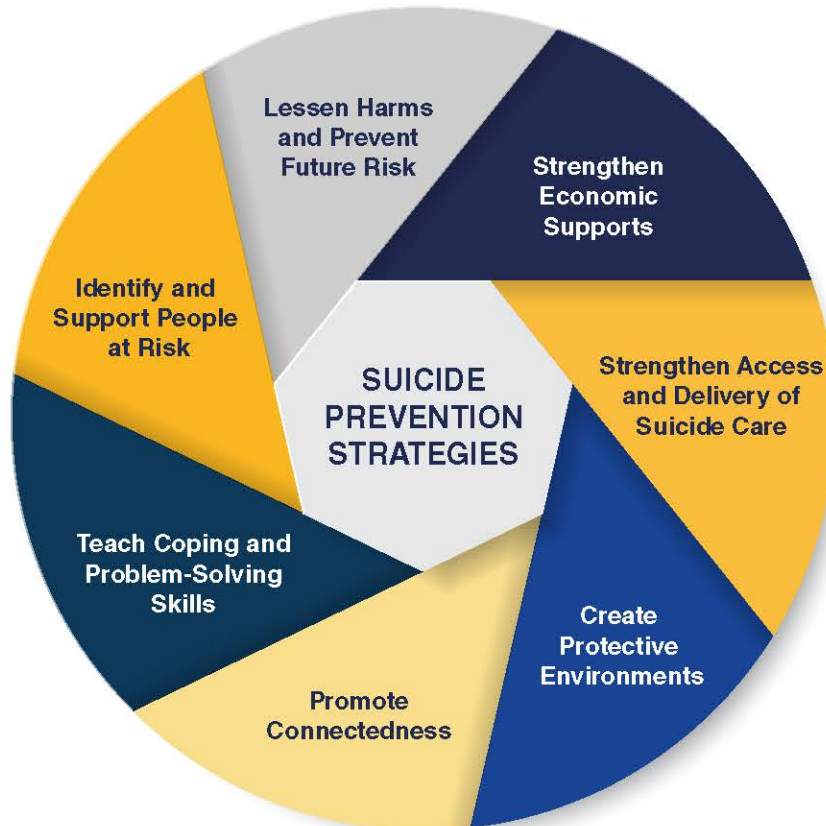 SUICIDE
PREVENTION
STRATEGIES
Lessen Harms
and Prevent
Future Risk
Strengthen
Economic
Supports
Strengthen Access
and Delivery of
Suicide Care
Create
Protective
Environments
Promote
Connectedness
Teach Coping and
Problem-Solving
Skills
Identify and
Support People
at Risk